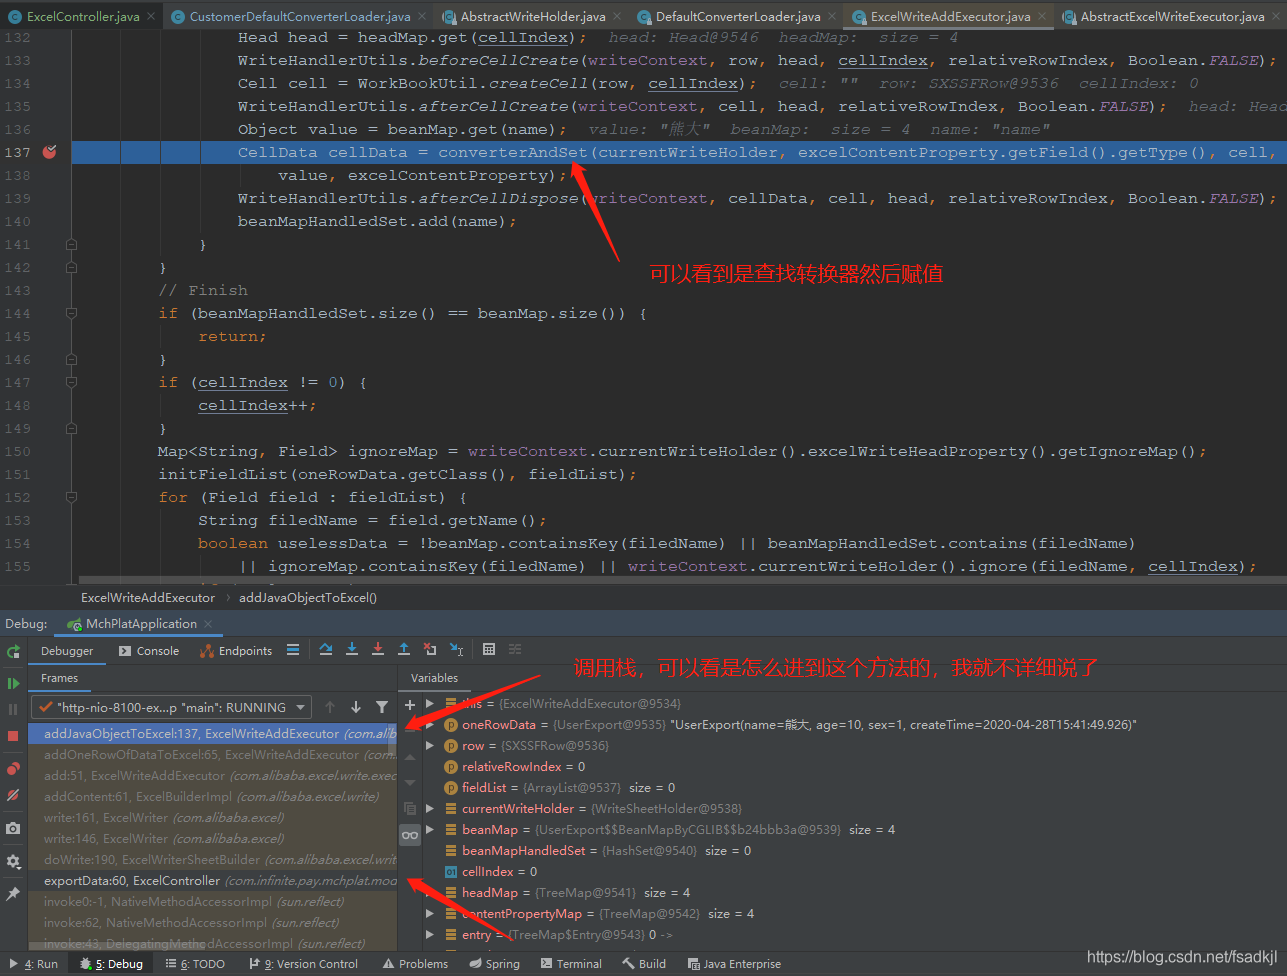 ExcelController.java × CustomerDefaultConverterLoader.java × AbstractWriteHolder.java × DefaultConverterLoader.java × ExcelWriteAddExecutor.java × AbstractExcelWriteExecutor.java ×
132 Head head = headMap.get(cellIndex); head: Head@9546 headMap: size = 4
133 WriteHandlerUtils.beforeCellCreate(writeContext, row, head, cellIndex, relativeRowIndex, Boolean.FALSE);
134 Cell cell = WorkBookUtil.createCell(row, cellIndex); cell: "" row: SXSSFRow@9536 cellIndex: 0
135 WriteHandlerUtils.afterCellCreate(writeContext, cell, head, relativeRowIndex, Boolean.FALSE); head: Head
136 Object value = beanMap.get(name); value: "熊大" beanMap: size = 4 name: "name"
137 CellData cellData = converterAndSet(currentWriteHolder, excelContentProperty.getField().getType(), cell,
138 value, excelContentProperty);
139 WriteHandlerUtils.afterCellDispose(writeContext, cellData, cell, head, relativeRowIndex, Boolean.FALSE);
140 beanMapHandledSet.add(name);
141 }
可以看到是查找转换器然后赋值
142 }
143 // Finish
144 if (beanMapHandledSet.size() == beanMap.size()) {
145 return;
146 }
147 if (cellIndex != 0) {
148 cellIndex++;
149 }
150 Map<String, Field> ignoreMap = writeContext.currentWriteHolder().excelWriteHeadProperty().getIgnoreMap();
151 initFieldList(oneRowData.getClass(), fieldList);
152 for (Field field : fieldList) {
153 String filedName = field.getName();
154 boolean uselessData = !beanMap.containsKey(filedName) || beanMapHandledSet.contains(filedName)
155 || ignoreMap.containsKey(filedName) || writeContext.currentWriteHolder().ignore(filedName, cellIndex);
ExcelWriteAddExecutor › addJavaObjectToExcel()
Debug: MchPlatApplication ×
Debugger Console Endpoints
调用栈，可以看是怎么进到这个方法的，我就不详细说了
Frames
"http-nio-8100-ex...p "main": RUNNING
addJavaObjectToExcel:137, ExcelWriteAddExecutor (com.alib
addOneRowOfDataToExcel:65, ExcelWriteAddExecutor (com.a
add:51, ExcelWriteAddExecutor (com.alibaba.excel.write.exec
addContent:61, ExcelBuilderImpl (com.alibaba.excel.write)
write:161, ExcelWriter (com.alibaba.excel)
write:146, ExcelWriter (com.alibaba.excel)
doWrite:190, ExcelWriterSheetBuilder (com.alibaba.excel.writ
exportData:60, ExcelController (com.infinite.pay.mchplat.mod
invoke0:-1, NativeMethodAccessorImpl (sun.reflect)
invoke:62, NativeMethodAccessorImpl (sun.reflect)
invoke:43, DelegatingMethodAccessorImpl (sun.reflect)
Variables
this = {ExcelWriteAddExecutor@9534}
oneRowData = {UserExport@9535} "UserExport(name=熊大, age=10, sex=1, createTime=2020-04-28T15:41:49.926)"
row = {SXSSFRow@9536}
relativeRowIndex = 0
fieldList = {ArrayList@9537} size = 0
currentWriteHolder = {WriteSheetHolder@9538}
beanMap = {UserExport$$BeanMapByCGLIB$$b24bbb3a@9539} size = 4
beanMapHandledSet = {HashSet@9540} size = 0
cellIndex = 0
headMap = {TreeMap@9541} size = 4
contentPropertyMap = {TreeMap@9542} size = 4
entry = {TreeMap$Entry@9543} 0 ->
4: Run 5: Debug 6: TODO 9: Version Control Problems Spring Terminal Build Java Enterprise
https://blog.csdn.net/fsadkjl